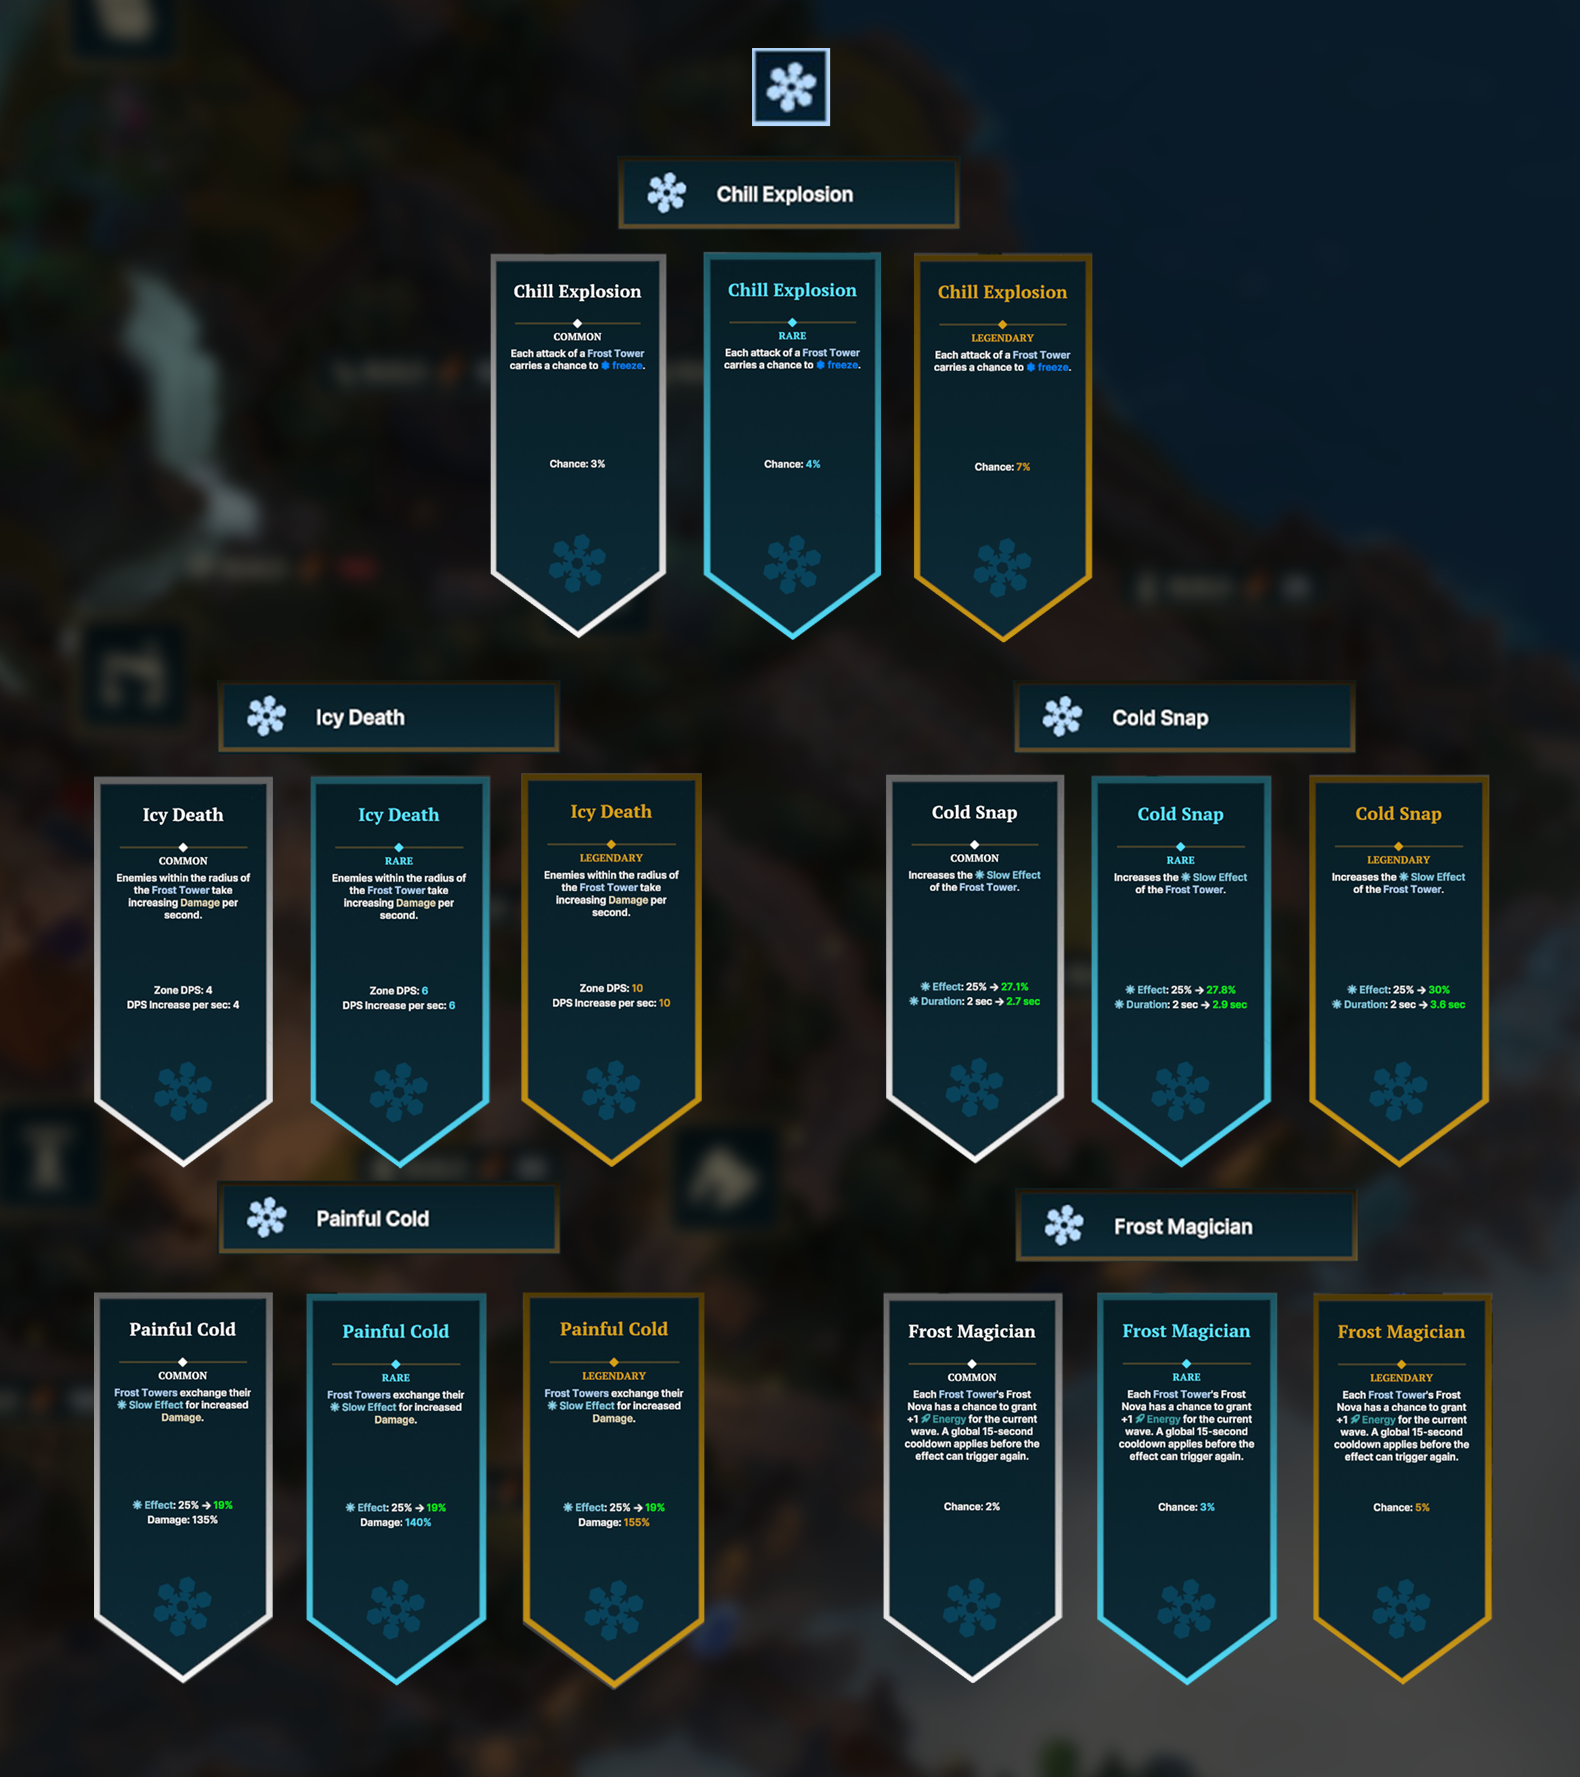 Chill Explosion
Chill Explosion
COMMON
Each attack of a Frost Tower
carries a chance to freeze.
Chance: 3%
Chill Explosion
RARE
Each attack of a Frost Tower
carries a chance to freeze.
Chance: 4%
Chill Explosion
LEGENDARY
Each attack of a Frost Tower
carries a chance to freeze.
Chance: 7%
Icy Death
Icy Death
COMMON
Enemies within the radius of
the Frost Tower take
increasing Damage per
second.
Zone DPS: 4
DPS Increase per sec: 4
Icy Death
RARE
Enemies within the radius of
the Frost Tower take
increasing Damage per
second.
Zone DPS: 6
DPS Increase per sec: 6
Icy Death
LEGENDARY
Enemies within the radius of
the Frost Tower take
increasing Damage per
second.
Zone DPS: 10
DPS Increase per sec: 10
Cold Snap
Cold Snap
COMMON
Increases the Slow Effect
of the Frost Tower.
Effect: 25% → 27.1%
Duration: 2 sec → 2.7 sec
Cold Snap
RARE
Increases the Slow Effect
of the Frost Tower.
Effect: 25% → 27.8%
Duration: 2 sec → 2.9 sec
Cold Snap
LEGENDARY
Increases the Slow Effect
of the Frost Tower.
Effect: 25% → 30%
Duration: 2 sec → 3.6 sec
Painful Cold
Painful Cold
COMMON
Frost Towers exchange their
Slow Effect for increased
Damage.
Effect: 25% → 19%
Damage: 135%
Painful Cold
RARE
Frost Towers exchange their
Slow Effect for increased
Damage.
Effect: 25% → 19%
Damage: 140%
Painful Cold
LEGENDARY
Frost Towers exchange their
Slow Effect for increased
Damage.
Effect: 25% → 19%
Damage: 155%
Frost Magician
Frost Magician
COMMON
Each Frost Tower's Frost
Nova has a chance to grant
+1 Energy for the current
wave. A global 15-second
cooldown applies before the
effect can trigger again.
Chance: 2%
Frost Magician
RARE
Each Frost Tower's Frost
Nova has a chance to grant
+1 Energy for the current
wave. A global 15-second
cooldown applies before the
effect can trigger again.
Chance: 3%
Frost Magician
LEGENDARY
Each Frost Tower's Frost
Nova has a chance to grant
+1 Energy for the current
wave. A global 15-second
cooldown applies before the
effect can trigger again.
Chance: 5%